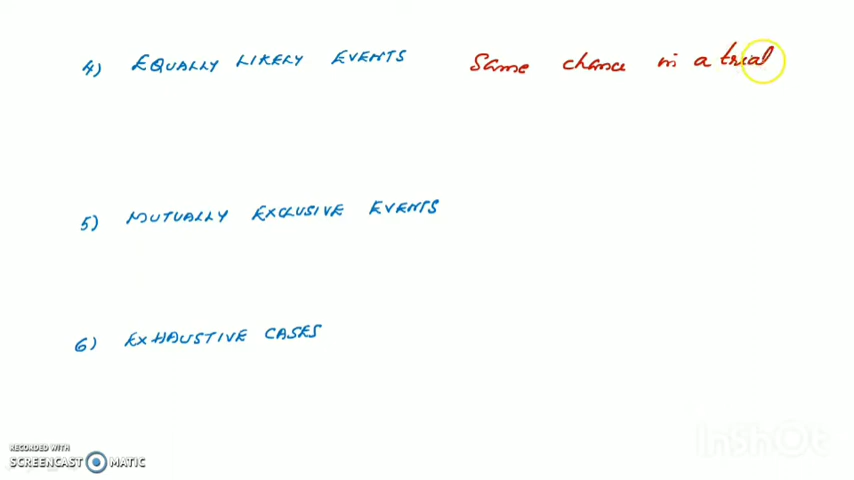 4) EQUALLY LIKELY EVENTS Same chance in a trial
5) MUTUALLY EXCLUSIVE EVENTS
6) EXHAUSTIVE CASES
RECORDED WITH
SCREENCAST MATIC
InShOt